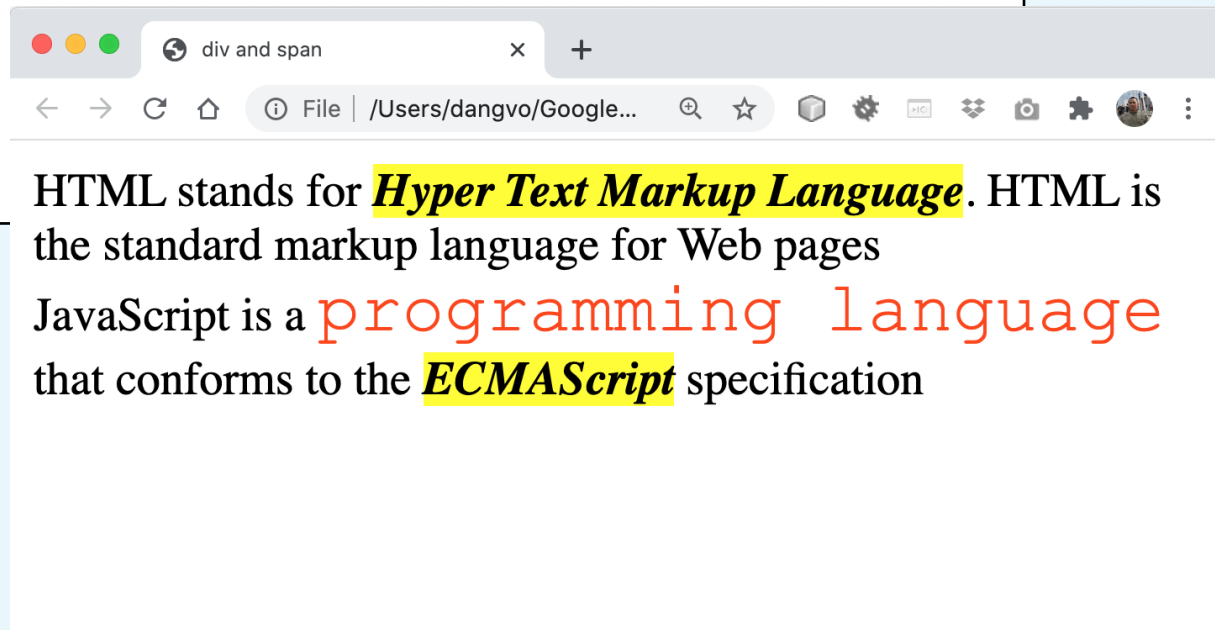 div and span
File /Users/dangvo/Google...
HTML stands for Hyper Text Markup Language. HTML is
the standard markup language for Web pages
JavaScript is a programming language
that conforms to the ECMAScript specification